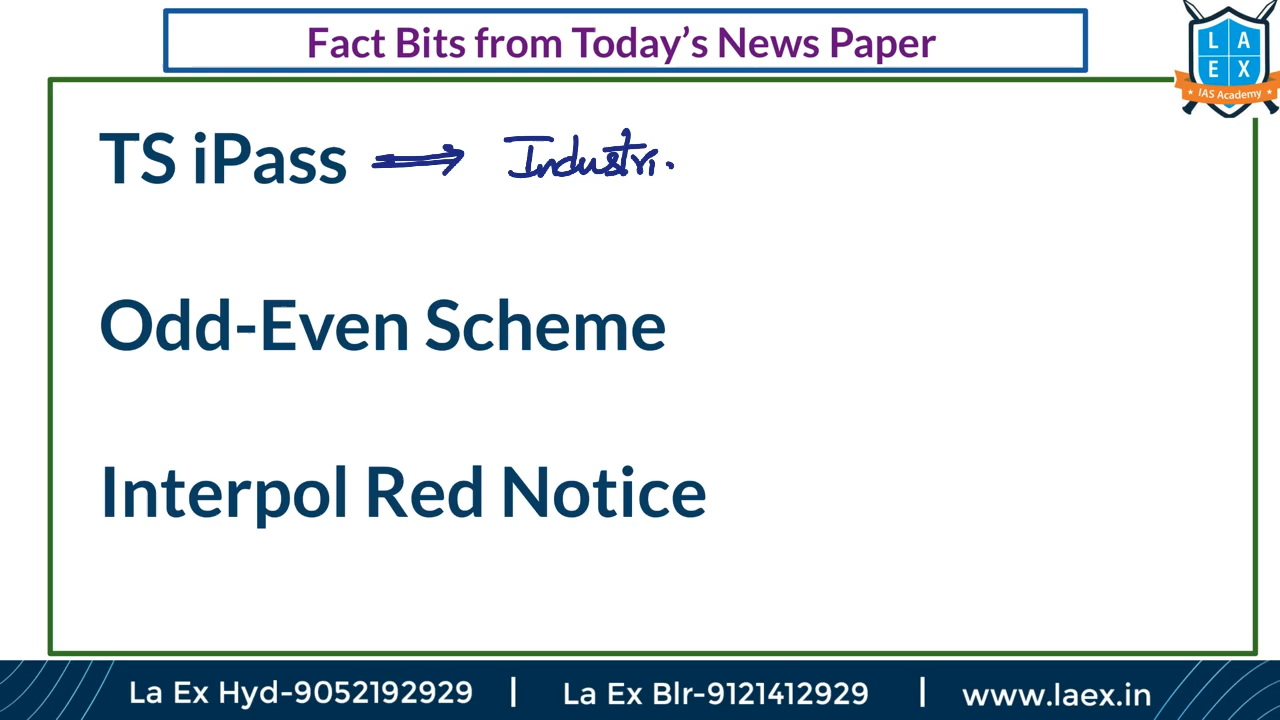 Fact Bits from Today's News Paper
L A
E X
IAS Academy
TS iPass Industri.
Odd-Even Scheme
Interpol Red Notice
La Ex Hyd-9052192929 | La Ex Blr-9121412929 | www.laex.in